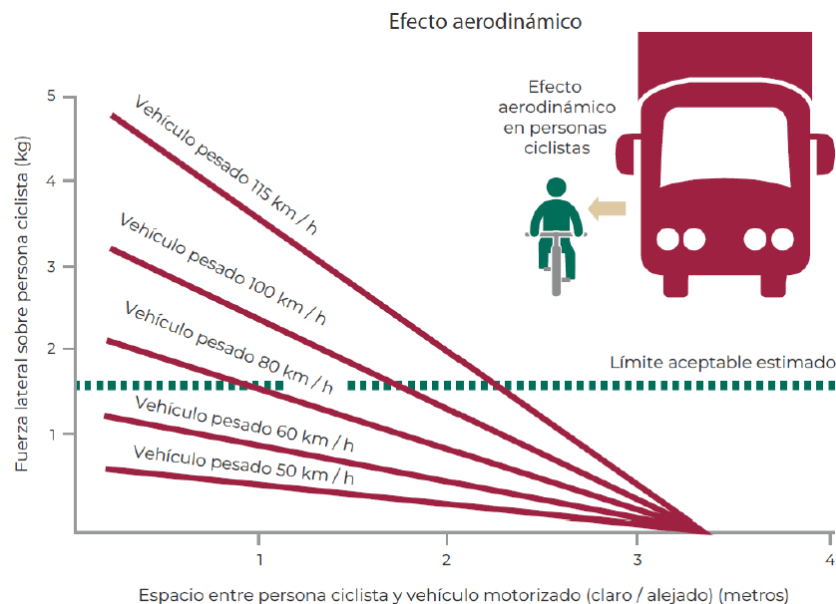 Efecto aerodinámico
Efecto
aerodinámico
en personas
ciclistas
5
4
3
2
1
Fuerza lateral sobre persona ciclista (kg)
Vehículo pesado 115 km / h
Vehículo pesado 100 km / h
Vehículo pesado 80 km / h
Vehículo pesado 60 km / h
Vehículo pesado 50 km / h
Límite aceptable estimado
1
2
3
4
Espacio entre persona ciclista y vehículo motorizado (claro / alejado) (metros)